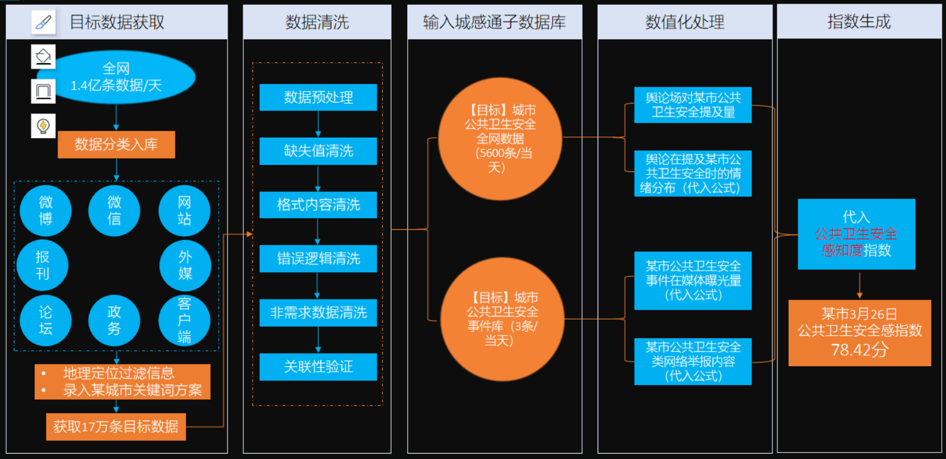 目标数据获取
全网
1.4亿条数据/天
数据分类入库
微
博
微
信
网
站
报
刊
外
媒
论
坛
政
务
客
户
端
• 地理定位过滤信息
• 录入某城市关键词方案
获取17万条目标数据
数据清洗
数据预处理
缺失值清洗
格式内容清洗
错误逻辑清洗
非需求数据清洗
关联性验证
输入城感通子数据库
【目标】城市
公共卫生安全
全网数据
（5600条/当
天）
【目标】城市
公共卫生安全
事件库（3条/
当天）
数值化处理
舆论场对某市公共
卫生安全提及量
舆论在提及某市公
共卫生安全时的情
绪分布（代入公式）
某市公共卫生安全
事件在媒体曝光量
（代入公式）
某市公共卫生安全
类网络举报内容
（代入公式）
指数生成
代入
公共卫生安全
感知度指数
某市3月26日
公共卫生安全感指数
78.42分